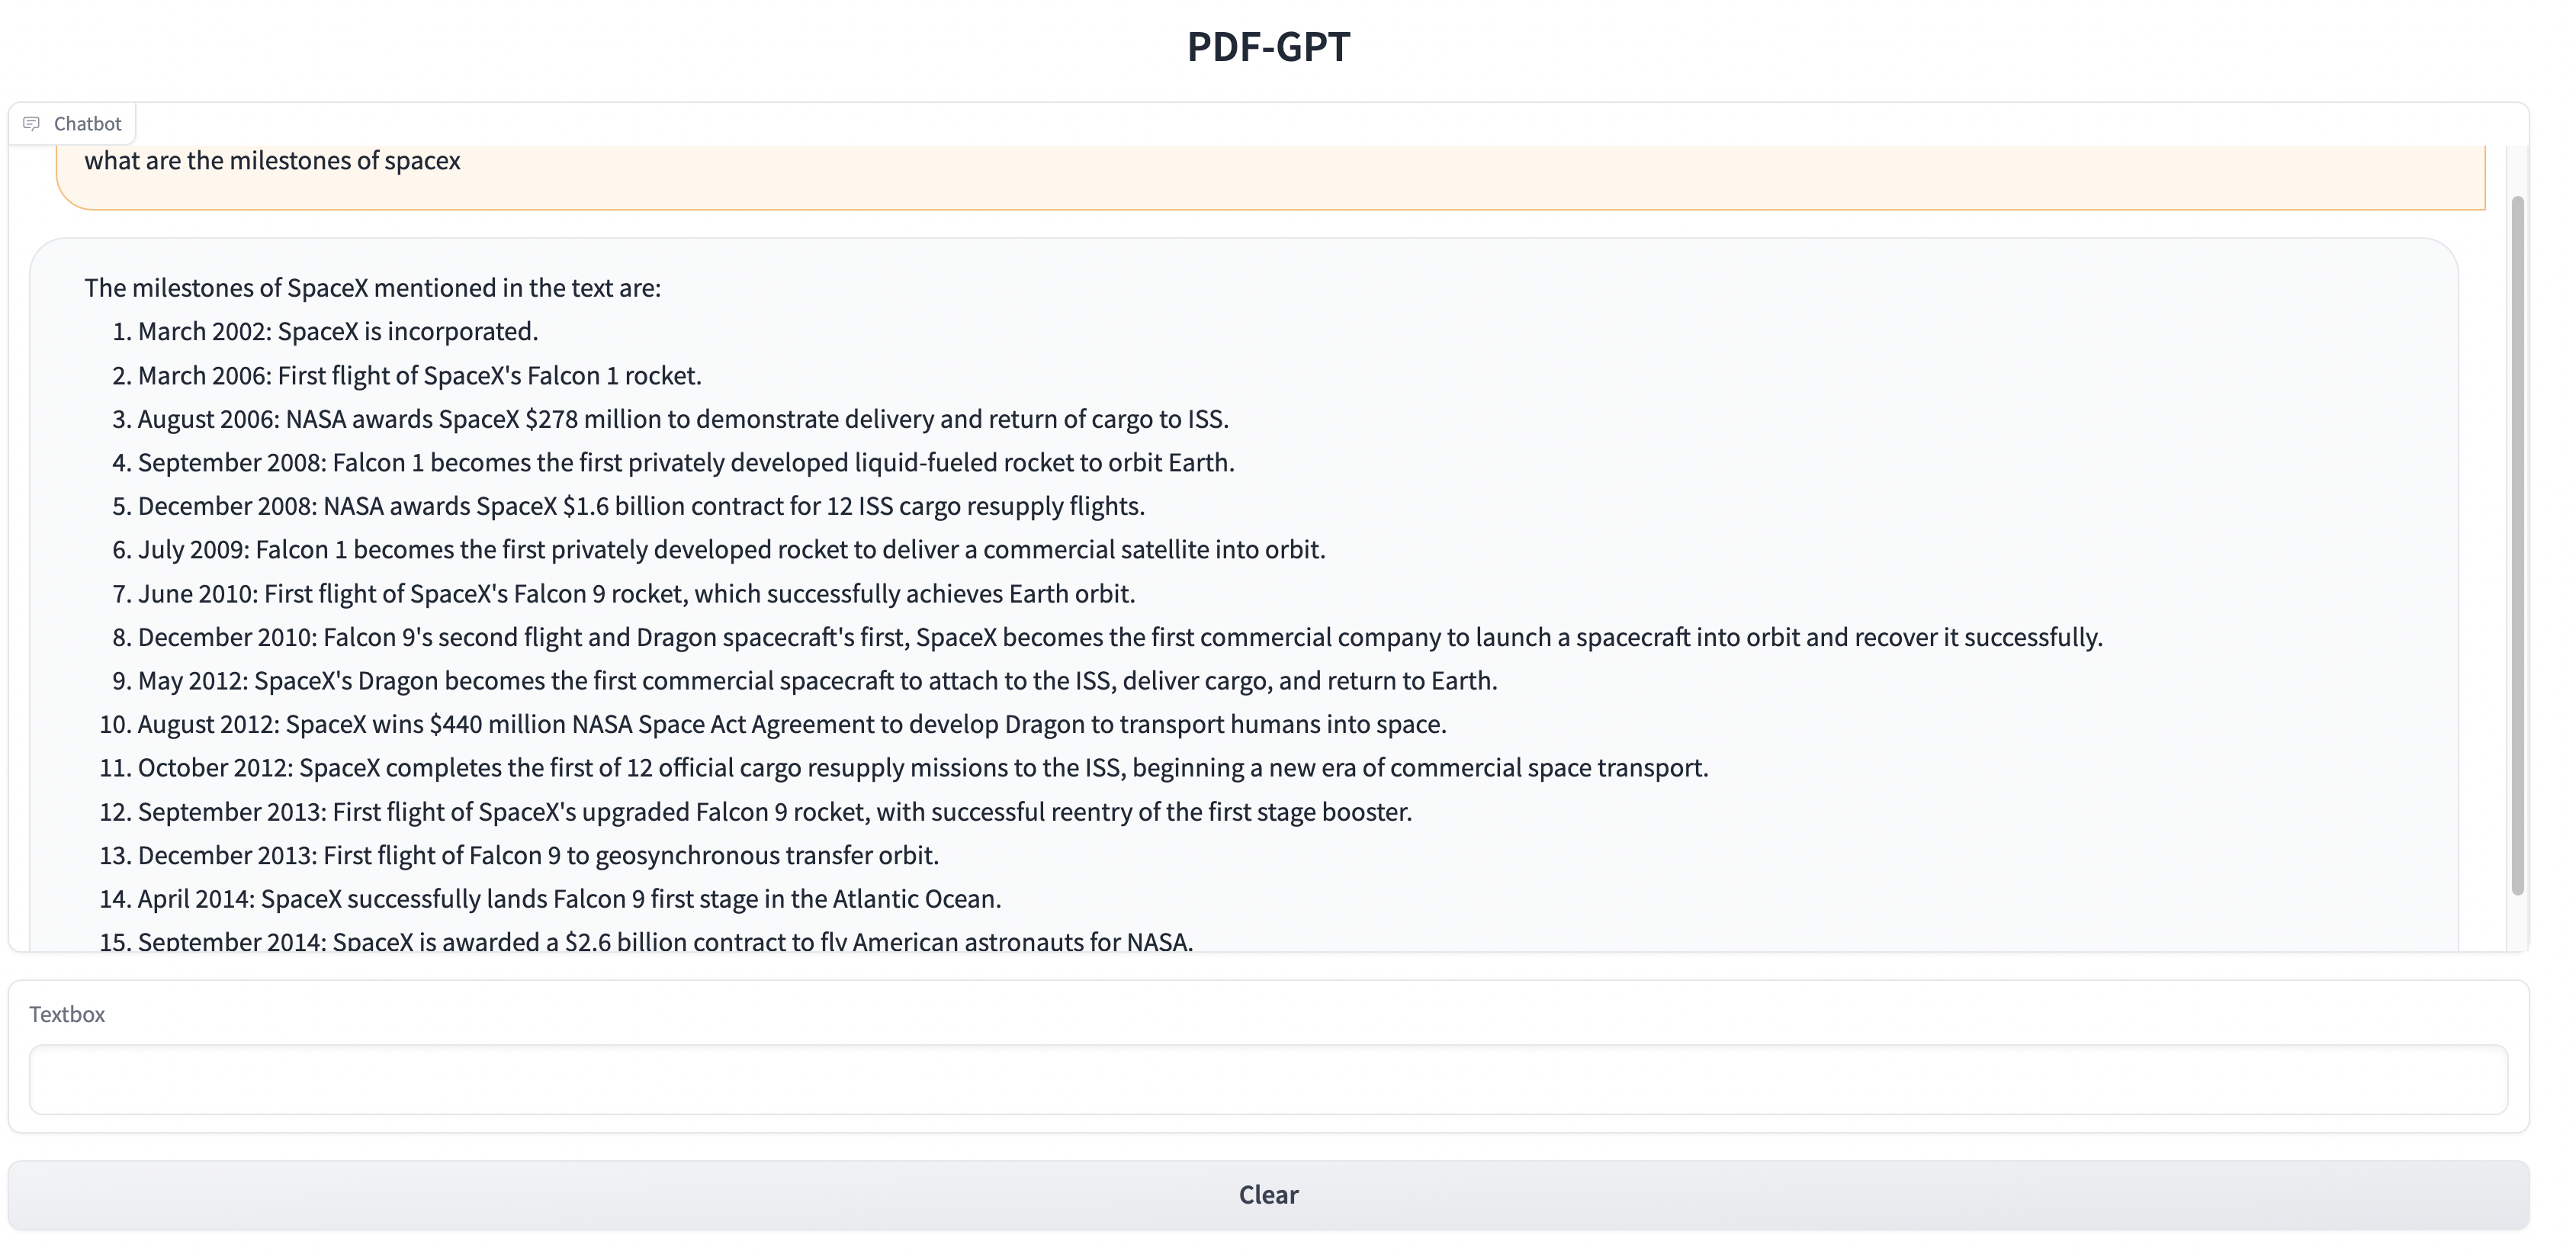 PDF-GPT
Chatbot
what are the milestones of spacex
The milestones of SpaceX mentioned in the text are:
1. March 2002: SpaceX is incorporated.
2. March 2006: First flight of SpaceX's Falcon 1 rocket.
3. August 2006: NASA awards SpaceX $278 million to demonstrate delivery and return of cargo to ISS.
4. September 2008: Falcon 1 becomes the first privately developed liquid-fueled rocket to orbit Earth.
5. December 2008: NASA awards SpaceX $1.6 billion contract for 12 ISS cargo resupply flights.
6. July 2009: Falcon 1 becomes the first privately developed rocket to deliver a commercial satellite into orbit.
7. June 2010: First flight of SpaceX's Falcon 9 rocket, which successfully achieves Earth orbit.
8. December 2010: Falcon 9's second flight and Dragon spacecraft's first, SpaceX becomes the first commercial company to launch a spacecraft into orbit and recover it successfully.
9. May 2012: SpaceX's Dragon becomes the first commercial spacecraft to attach to the ISS, deliver cargo, and return to Earth.
10. August 2012: SpaceX wins $440 million NASA Space Act Agreement to develop Dragon to transport humans into space.
11. October 2012: SpaceX completes the first of 12 official cargo resupply missions to the ISS, beginning a new era of commercial space transport.
12. September 2013: First flight of SpaceX's upgraded Falcon 9 rocket, with successful reentry of the first stage booster.
13. December 2013: First flight of Falcon 9 to geosynchronous transfer orbit.
14. April 2014: SpaceX successfully lands Falcon 9 first stage in the Atlantic Ocean.
15. September 2014: SpaceX is awarded a $2.6 billion contract to fly American astronauts for NASA.
Textbox
Clear